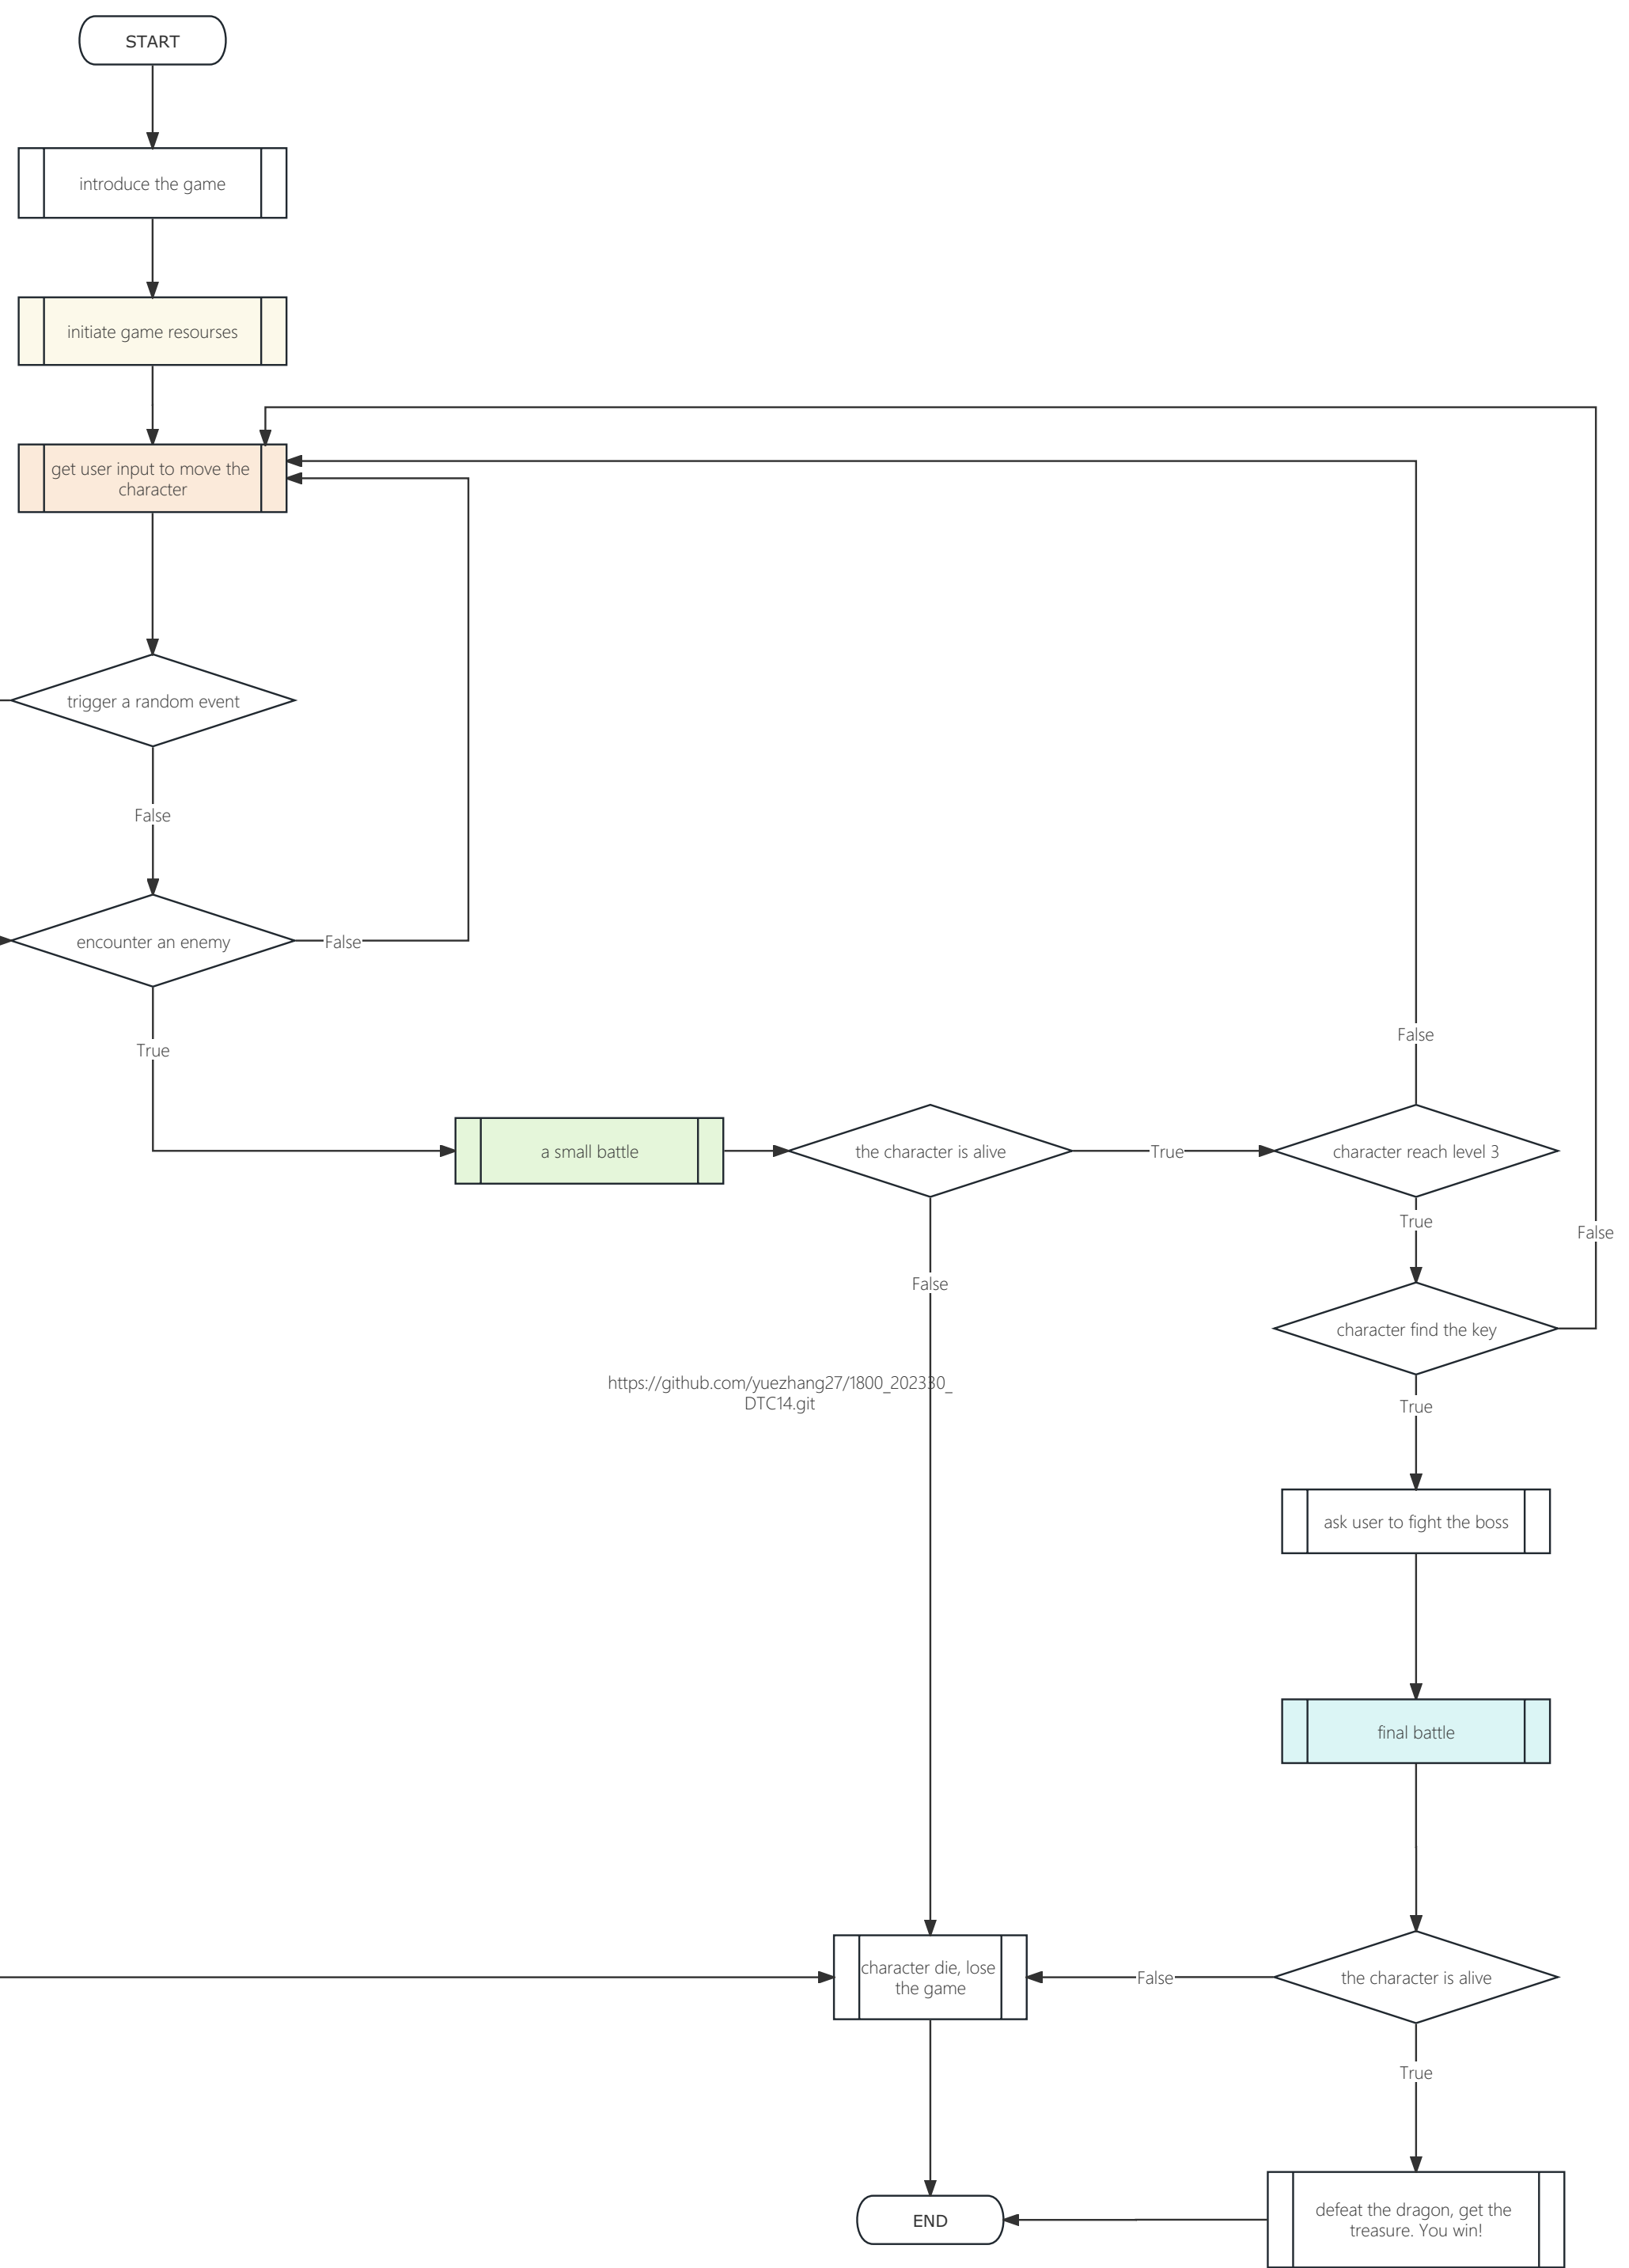 START
introduce the game
initiate game resourses
get user input to move the
character
trigger a random event
False
encounter an enemy
False
True
a small battle
the character is alive
True
character reach level 3
False
True
False
False
character find the key
https://github.com/yuezhang27/1800_202330_
DTC14.git
True
ask user to fight the boss
final battle
character die, lose
the game
False
the character is alive
True
defeat the dragon, get the
treasure. You win!
END